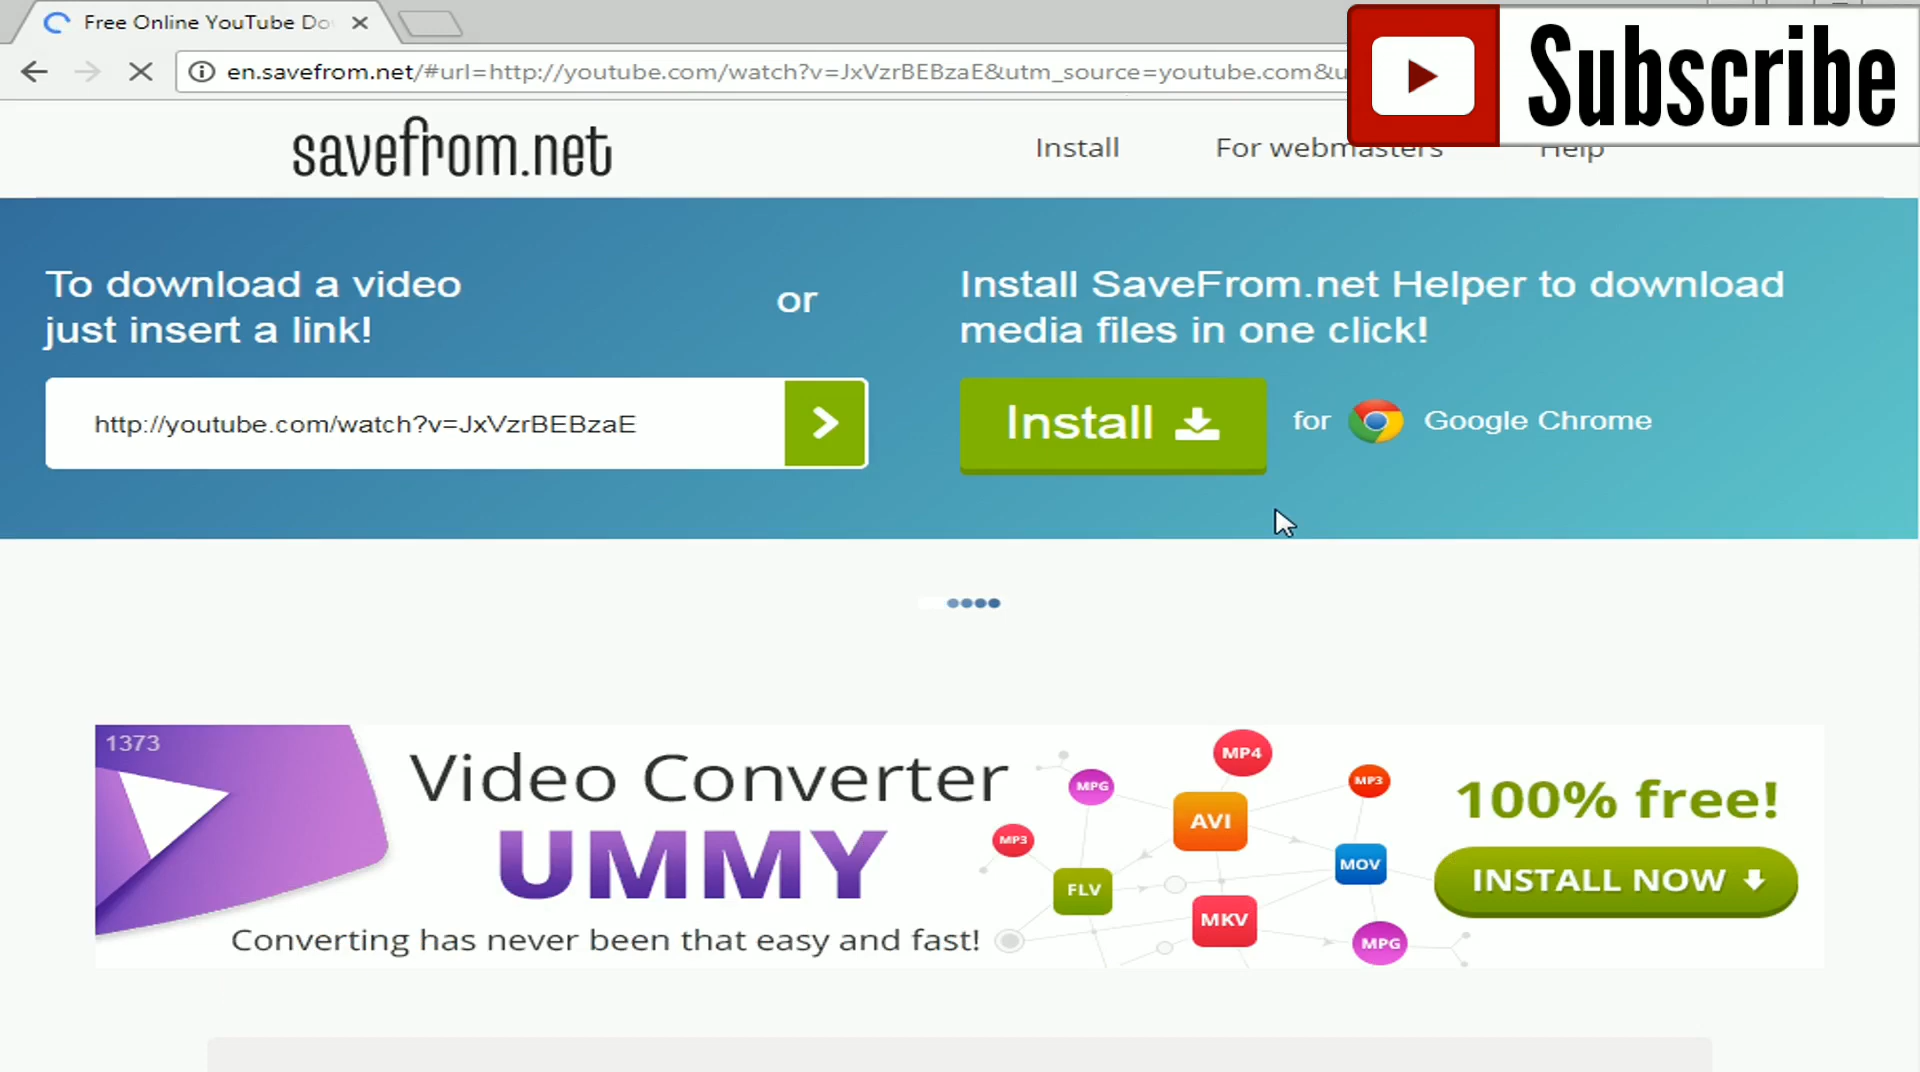 Free Online YouTube Do
en.savefrom.net/#url=http://youtube.com/watch?v=JxVzrBEBzaE&utm_source=youtube.com&u
Subscribe
savefrom.net
Install
For webmasters
Help
To download a video
just insert a link!
or
Install SaveFrom.net Helper to download
media files in one click!
http://youtube.com/watch?v=JxVzrBEBzaE
Install
for
Google Chrome
1373
Video Converter
UMMY
Converting has never been that easy and fast!
MP4
MPG
MP3
AVI
MP3
MOV
FLV
MKV
MPG
100% free!
INSTALL NOW